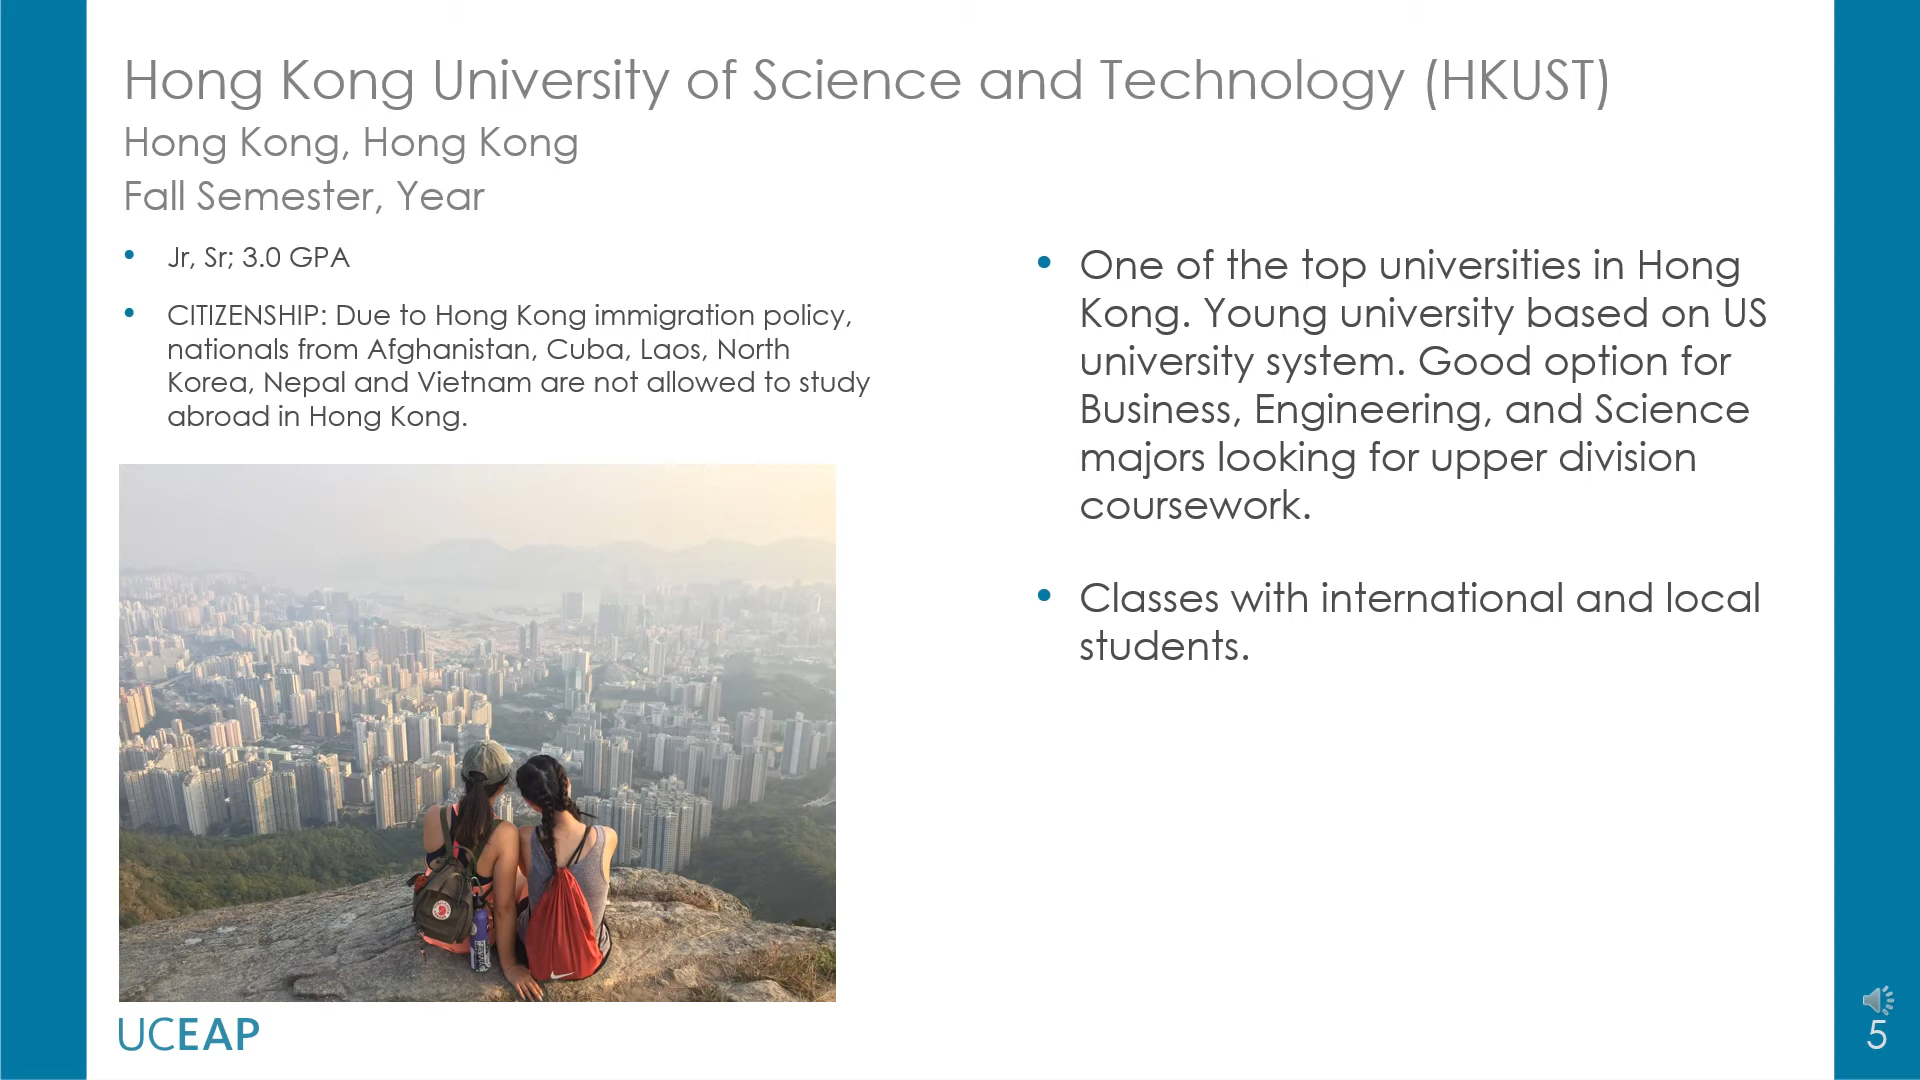 Hong Kong University of Science and Technology (HKUST)
Hong Kong, Hong Kong
Fall Semester, Year
• Jr, Sr; 3.0 GPA
• CITIZENSHIP: Due to Hong Kong immigration policy,
nationals from Afghanistan, Cuba, Laos, North
Korea, Nepal and Vietnam are not allowed to study
abroad in Hong Kong.
• One of the top universities in Hong
Kong. Young university based on US
university system. Good option for
Business, Engineering, and Science
majors looking for upper division
coursework.
• Classes with international and local
students.
UCEAP
5